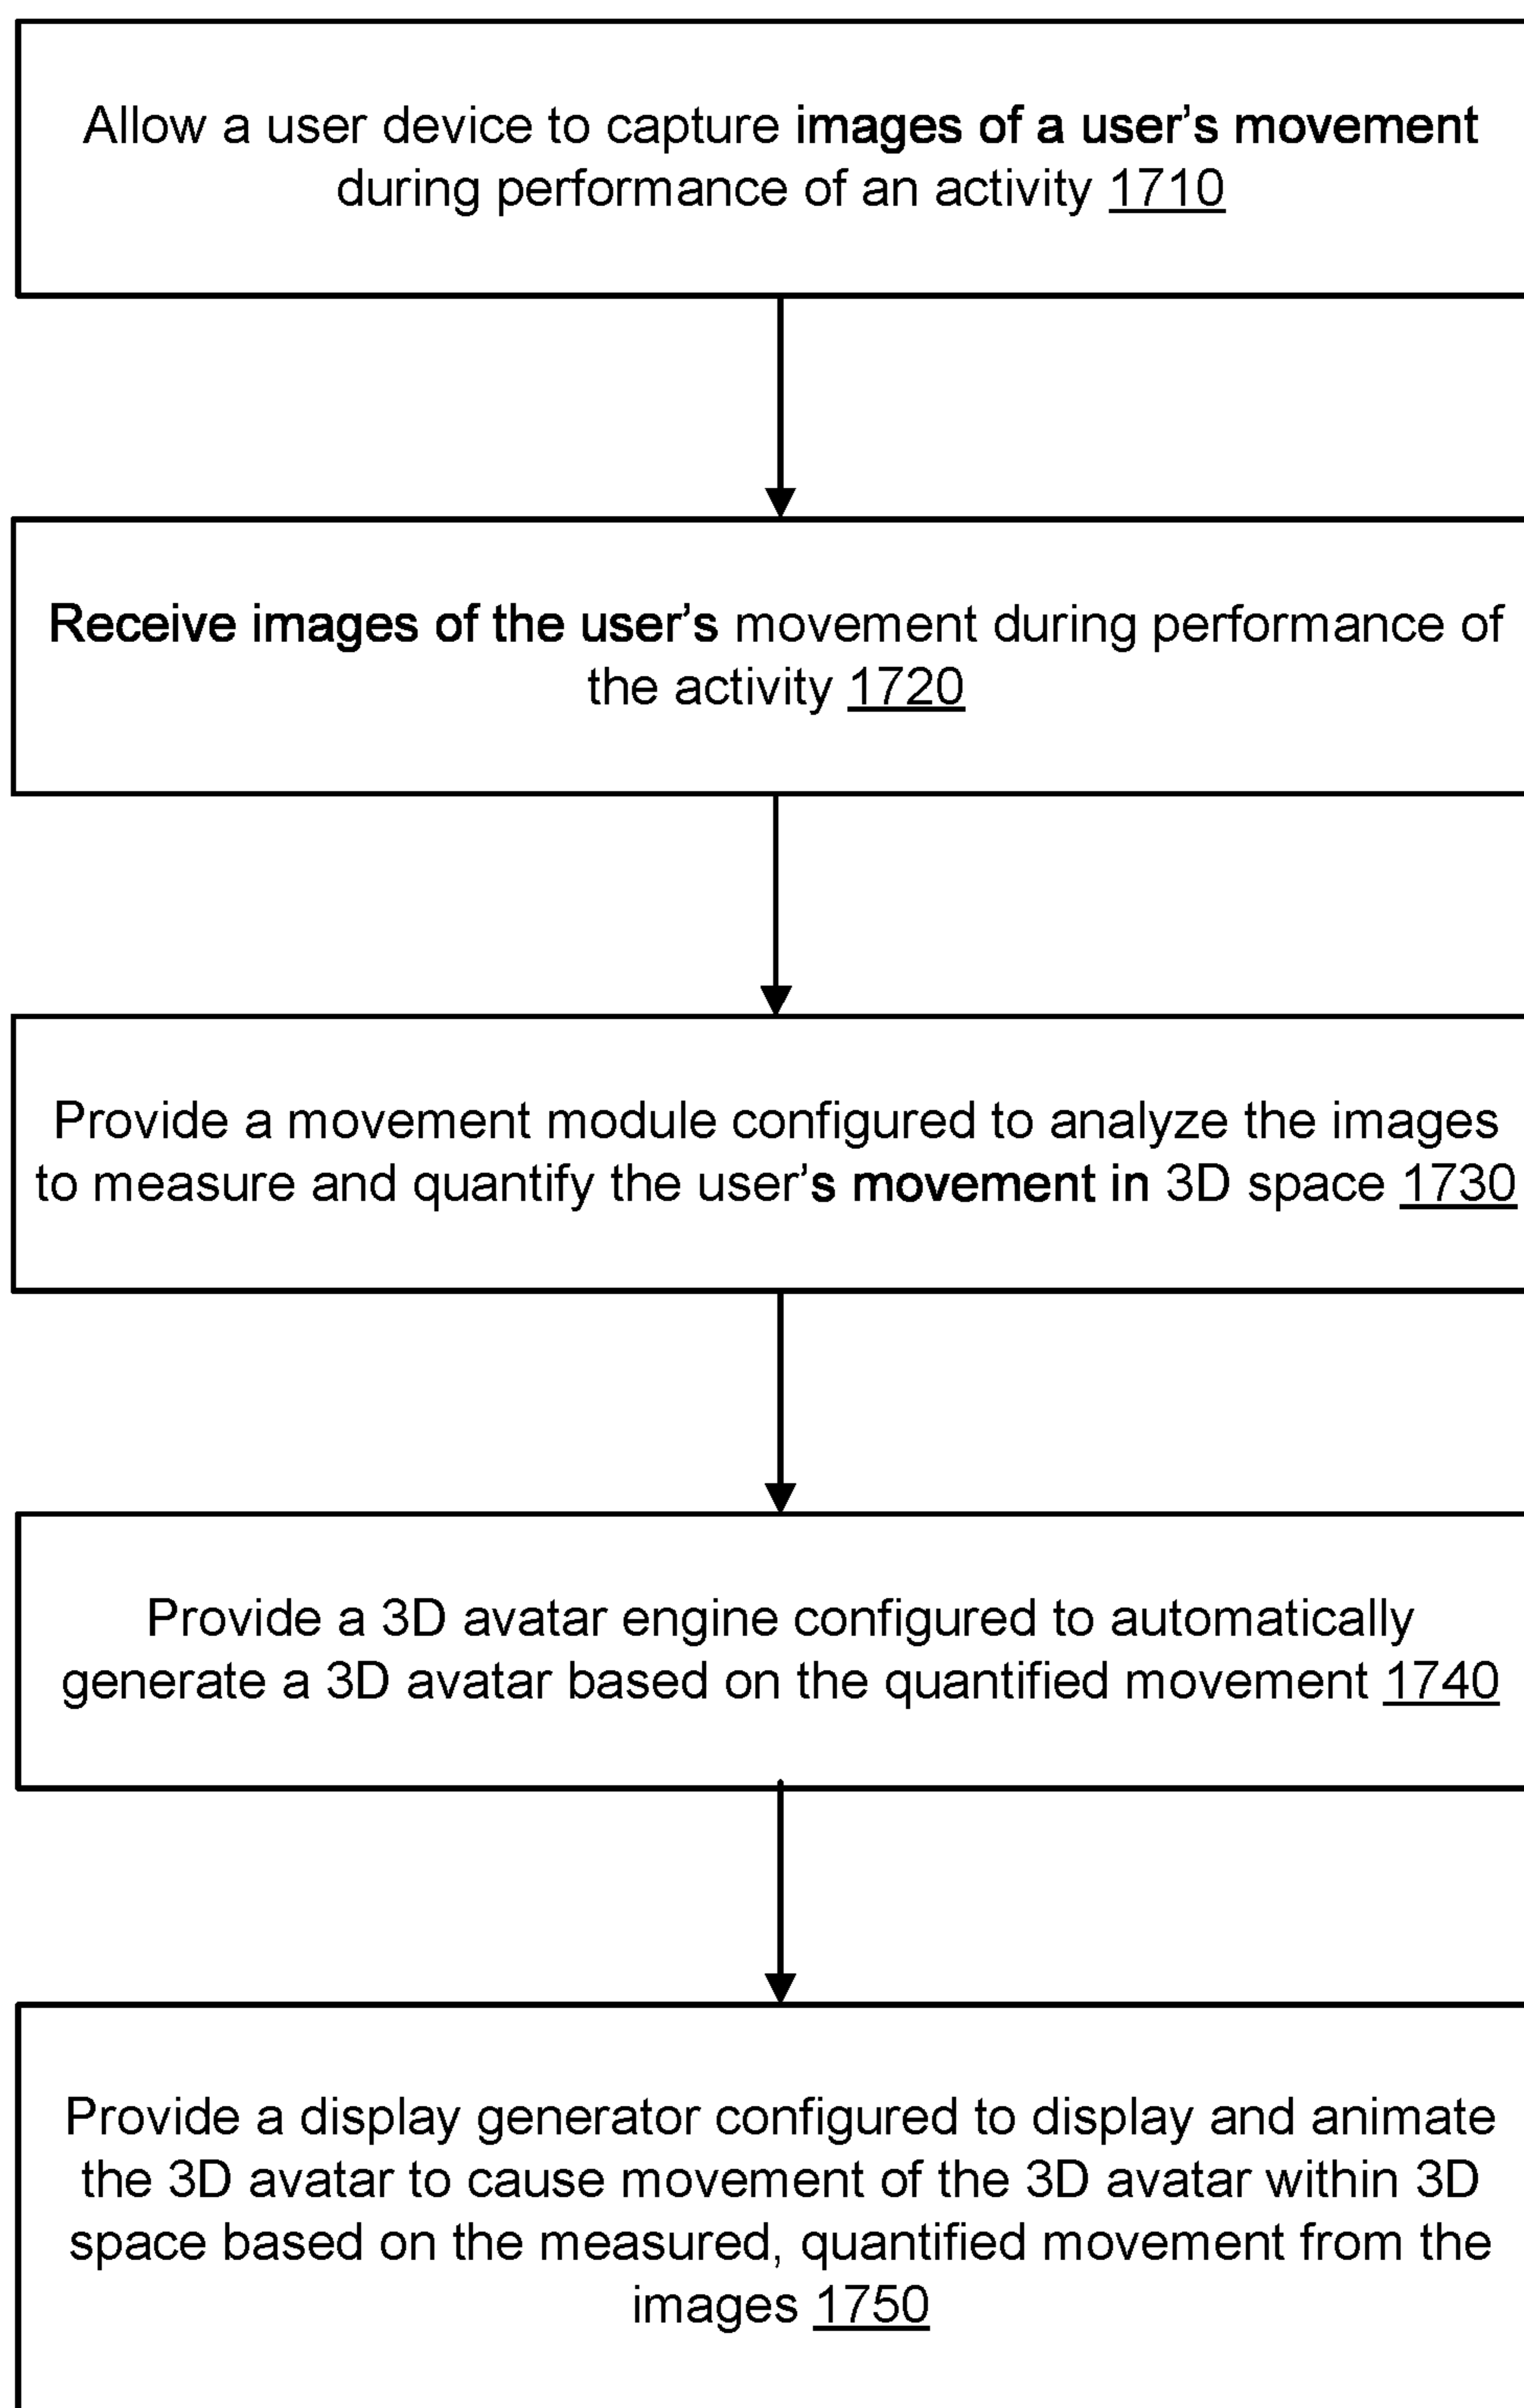 Allow a user device to capture images of a user’s movement
during performance of an activity 1710
Receive images of the user’s movement during performance of
the activity 1720
Provide a movement module configured to analyze the images
to measure and quantify the user’s movement in 3D space 1730
Provide a 3D avatar engine configured to automatically
generate a 3D avatar based on the quantified movement 1740
Provide a display generator configured to display and animate
the 3D avatar to cause movement of the 3D avatar within 3D
space based on the measured, quantified movement from the
images 1750